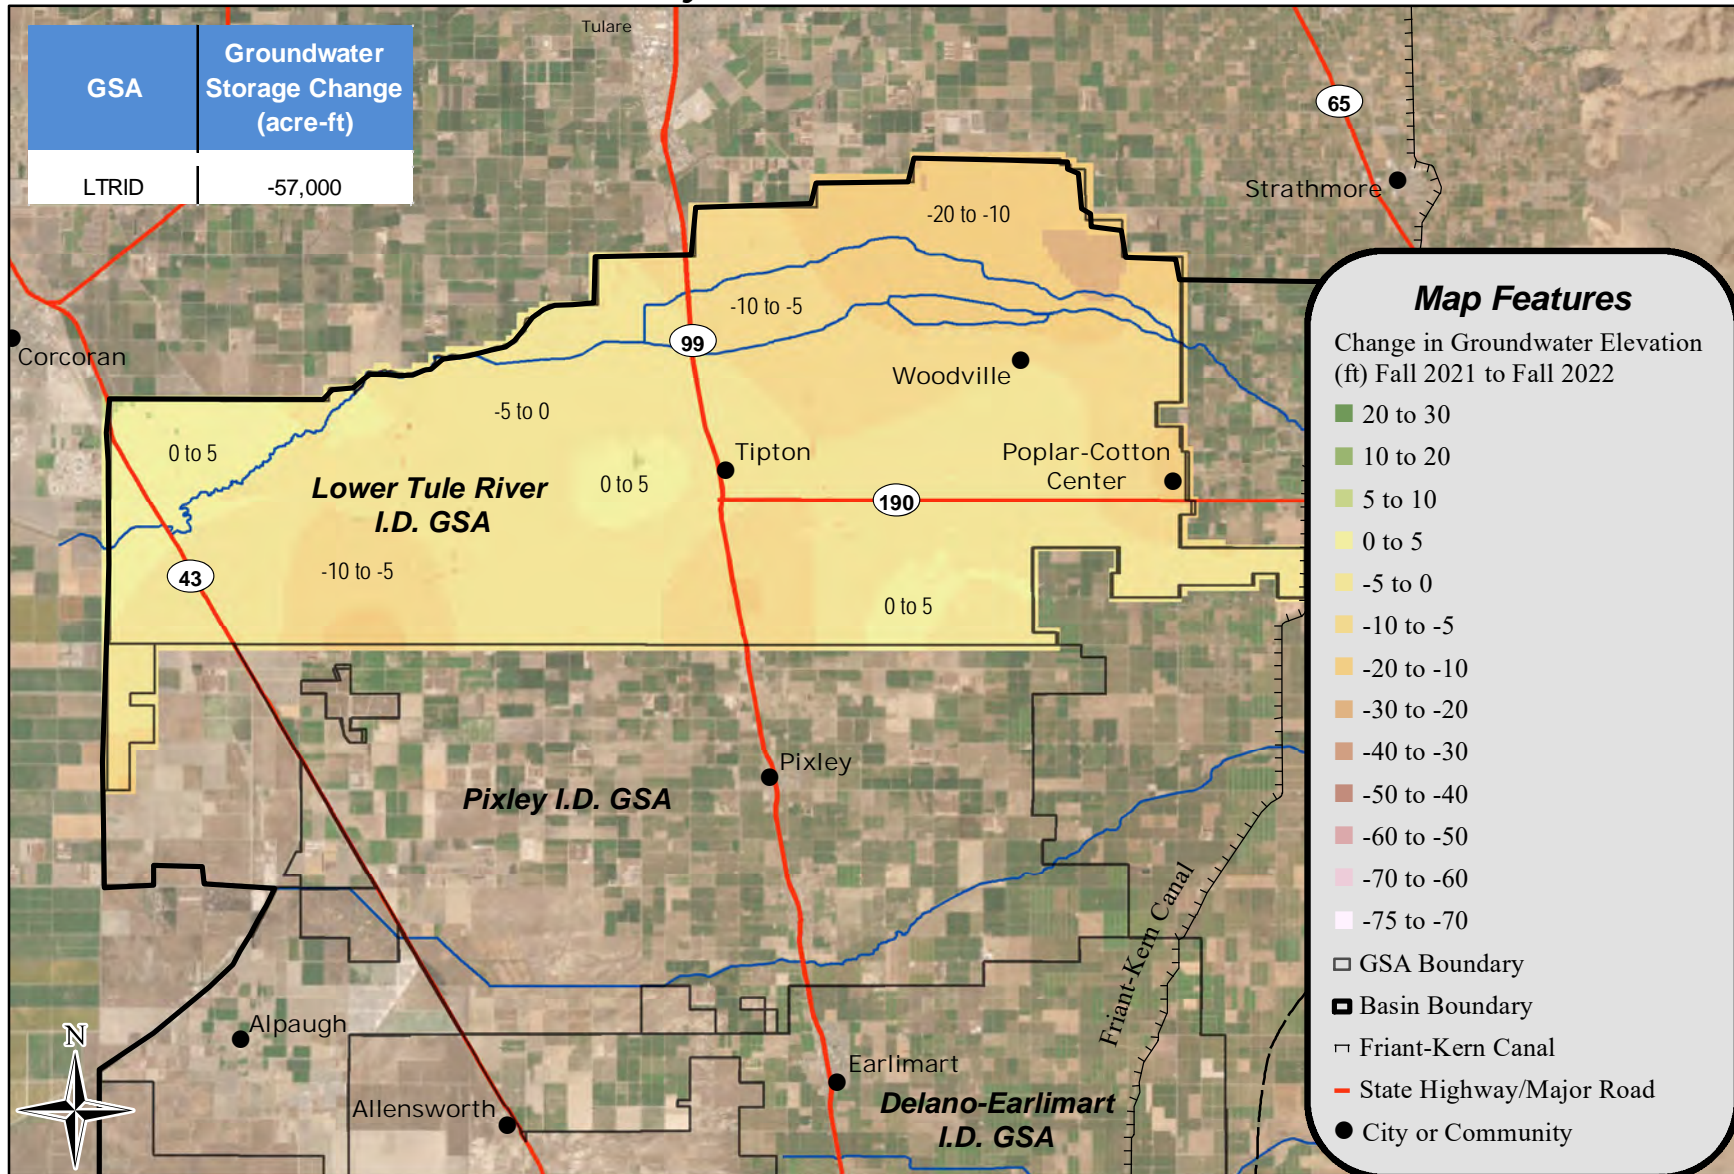 Tulare
GSA
Groundwater
Storage Change
(acre-ft)
LTRID
-57,000
65
Strathmore
-20 to -10
-10 to -5
99
Corcoran
Woodville
-5 to 0
0 to 5
Tipton
Poplar-Cotton
Center
Lower Tule River
I.D. GSA
0 to 5
190
43
-10 to -5
0 to 5
Pixley
Pixley I.D. GSA
Friant-Kern Canal
N
Alpaugh
Earlimart
Allensworth
Delano-Earlimart
I.D. GSA
Map Features
Change in Groundwater Elevation
(ft) Fall 2021 to Fall 2022
20 to 30
10 to 20
5 to 10
0 to 5
-5 to 0
-10 to -5
-20 to -10
-30 to -20
-40 to -30
-50 to -40
-60 to -50
-70 to -60
-75 to -70
GSA Boundary
Basin Boundary
Friant-Kern Canal
State Highway/Major Road
City or Community